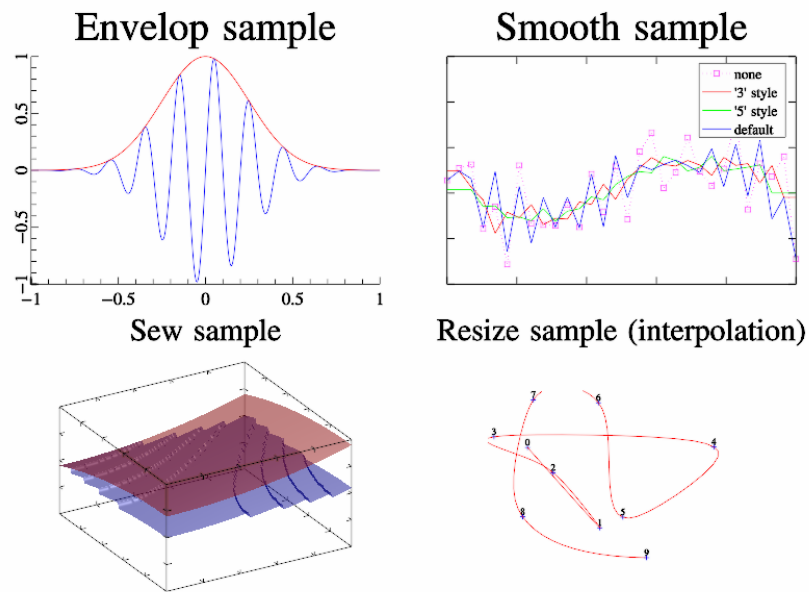 Envelop sample
1
0.5
0
−0.5
−1
−1
−0.5
0
0.5
1
Smooth sample
none
'3' style
'5' style
default
Sew sample
Resize sample (interpolation)
7
6
3
0
4
2
8
5
1
9